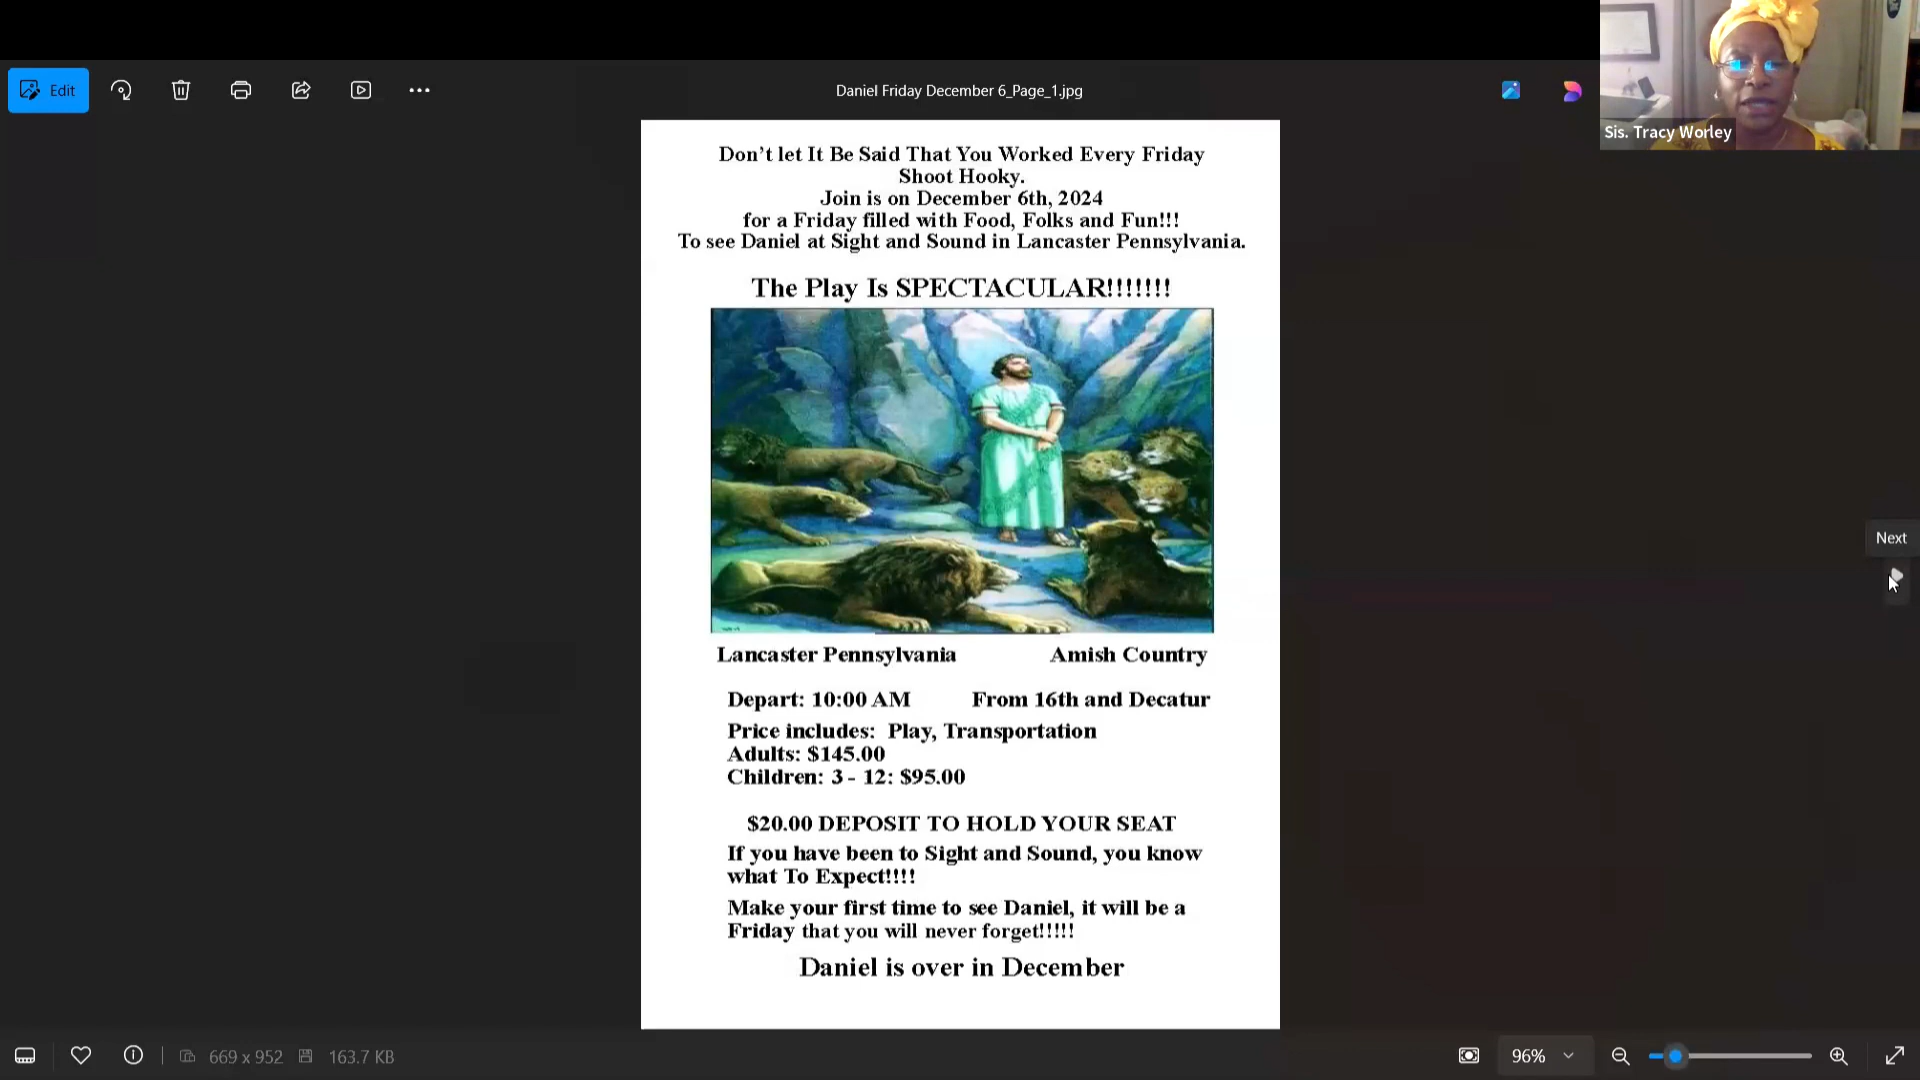 Edit
Daniel Friday December 6_Page_1.jpg
Sis. Tracy Worley
Don’t let It Be Said That You Worked Every Friday
Shoot Hooky.
Join is on December 6th, 2024
for a Friday filled with Food, Folks and Fun!!!
To see Daniel at Sight and Sound in Lancaster Pennsylvania.
The Play Is SPECTACULAR!!!!!!!
Next
Lancaster Pennsylvania Amish Country
Depart: 10:00 AM From 16th and Decatur
Price includes: Play, Transportation
Adults: $145.00
Children: 3 - 12: $95.00
$20.00 DEPOSIT TO HOLD YOUR SEAT
If you have been to Sight and Sound, you know
what To Expect!!!!
Make your first time to see Daniel, it will be a
Friday that you will never forget!!!!!
Daniel is over in December
669 x 952 163.7 KB 96%